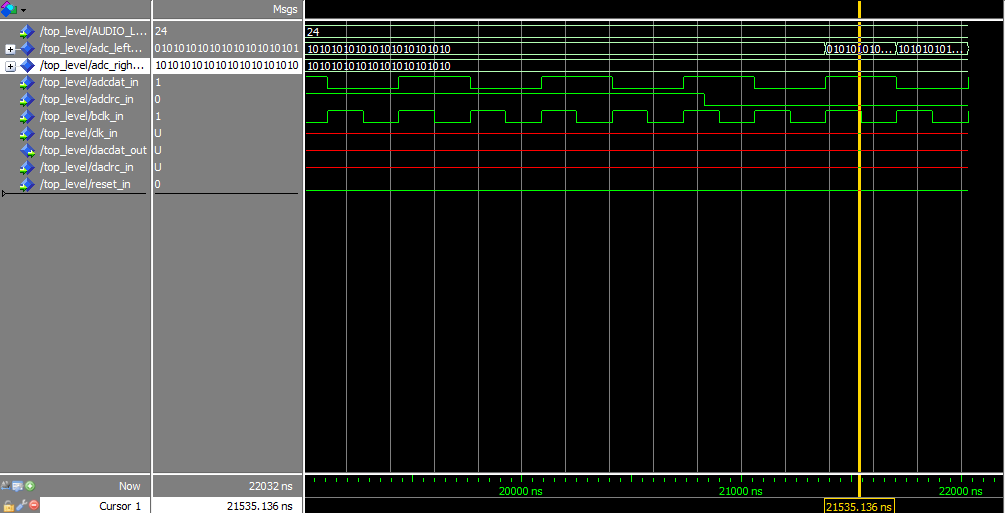 Msgs
/top_level/AUDIO_L... 24 24
/top_level/adc_left... 010101010101010101010101 101010101010101010101010 01010101010... 1010101011...
/top_level/adc_righ... 101010101010101010101010 101010101010101010101010
/top_level/adcdat_in 1
/top_level/adclrc_in 0
/top_level/bclk_in 1
/top_level/clk_in U
/top_level/dacdat_out U
/top_level/daclrc_in U
/top_level/reset_in 0
Now 22032 ns 20000 ns 21000 ns 22000 ns
Cursor 1 21535.136 ns 21535.136 ns